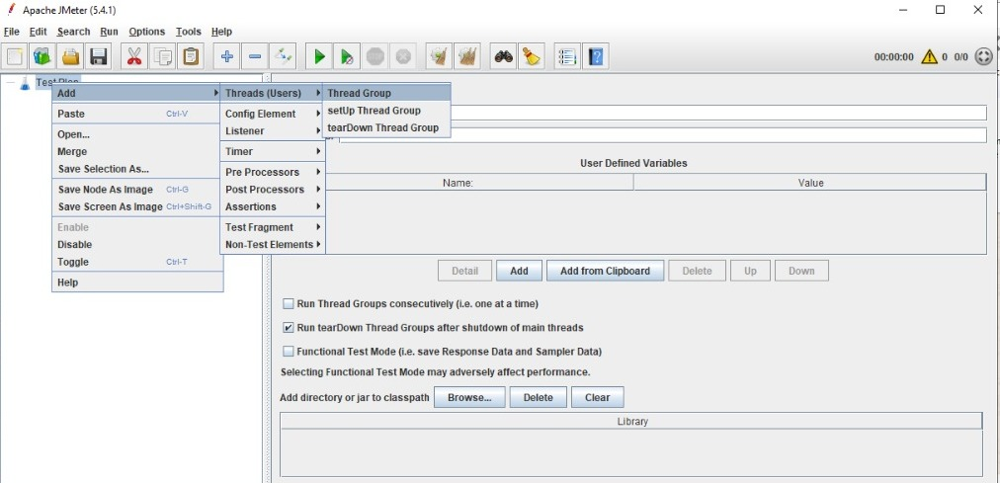 Apache JMeter (5.4.1)
File Edit Search Run Options Tools Help
00:00:00 0 0/0
Test Plan
Add
Paste Ctrl-V
Open...
Merge
Save Selection As...
Save Node As Image Ctrl-G
Save Screen As Image Ctrl+Shift-G
Enable
Disable
Toggle Ctrl-T
Help
Threads (Users)
Config Element
Listener
Timer
Pre Processors
Post Processors
Assertions
Test Fragment
Non-Test Elements
Thread Group
setUp Thread Group
tearDown Thread Group
User Defined Variables
Name: Value
Detail Add Add from Clipboard Delete Up Down
Run Thread Groups consecutively (i.e. one at a time)
Run tearDown Thread Groups after shutdown of main threads
Functional Test Mode (i.e. save Response Data and Sampler Data)
Selecting Functional Test Mode may adversely affect performance.
Add directory or jar to classpath Browse... Delete Clear
Library